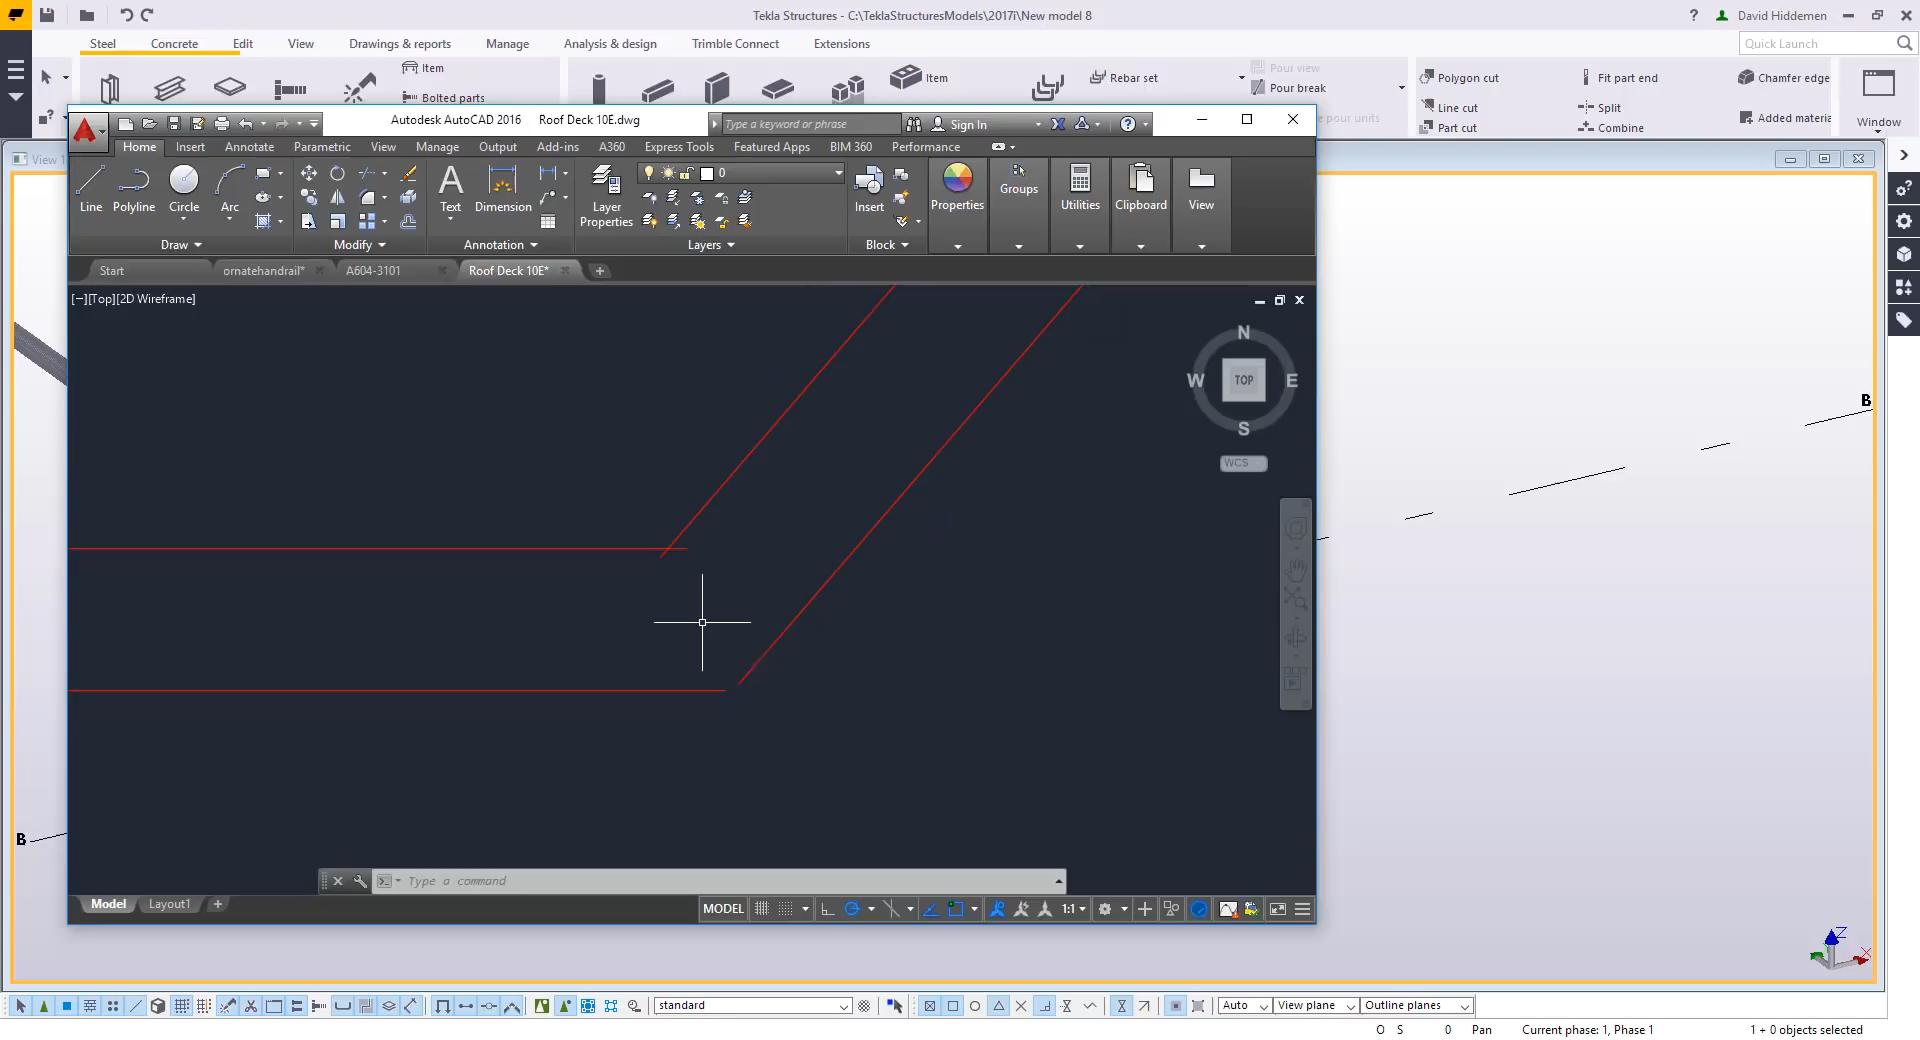 Tekla Structures - C:\TeklaStructuresModels\2017i\New model 8
? David Hiddemen
Steel Concrete Edit View Drawings & reports Manage Analysis & design Trimble Connect Extensions
Quick Launch
Item
Bolted parts
Item
Rebar set
Pour view
Pour break
Polygon cut
Line cut
Part cut
Fit part end
Split
Combine
Chamfer edge
Added materia
Window
View 1
Autodesk AutoCAD 2016 Roof Deck 10E.dwg
Type a keyword or phrase
Sign In
Home Insert Annotate Parametric View Manage Output Add-ins A360 Express Tools Featured Apps BIM 360 Performance
Line Polyline Circle Arc
Text Dimension
Layer
Properties
0
Insert
Properties Groups Utilities Clipboard View
Draw Modify Annotation Layers Block
Start ornatehandrail* A604-3101 Roof Deck 10E*
[−][Top][2D Wireframe]
N
W TOP E
S
WCS
B
B
Type a command
Model Layout1
MODEL 1:1
Z
X
standard
Auto View plane Outline planes
O S 0 Pan Current phase: 1, Phase 1 1 + 0 objects selected